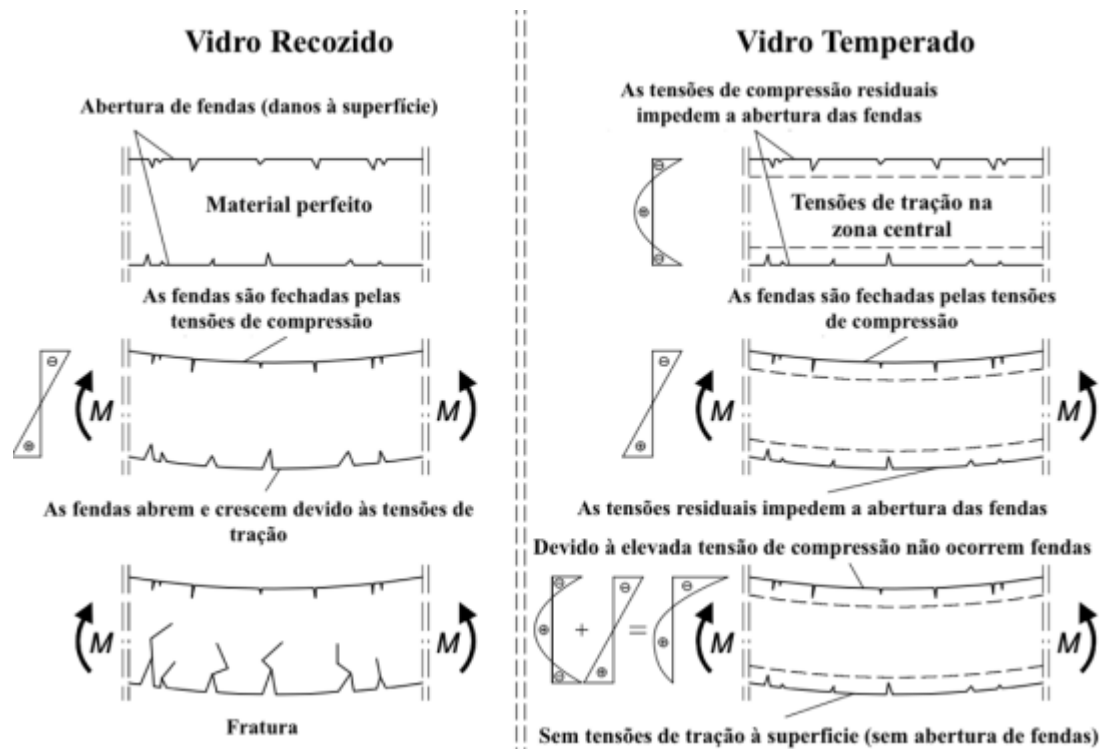 Vidro Recozido
Abertura de fendas (danos à superfície)
Material perfeito
As fendas são fechadas pelas
tensões de compressão
⊖
⊕
M
M
As fendas abrem e crescem devido às tensões de
tração
M
M
Fratura
Vidro Temperado
As tensões de compressão residuais
impedem a abertura das fendas
⊖
⊕
⊖
Tensões de tração na
zona central
As fendas são fechadas pelas tensões
de compressão
⊖
⊕
M
M
As tensões residuais impedem a abertura das fendas
Devido à elevada tensão de compressão não ocorrem fendas
⊖ ⊖ ⊖
⊕ + = ⊕
⊖ ⊕
M
M
Sem tensões de tração à superficie (sem abertura de fendas)